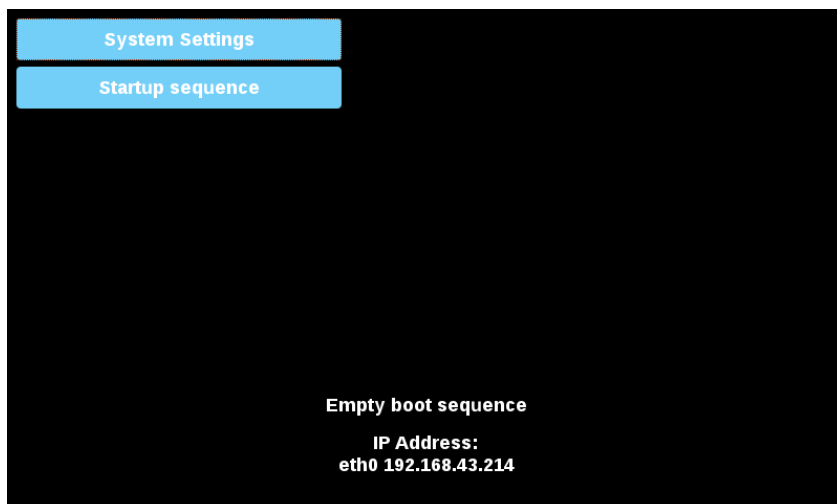 System Settings
Startup sequence
Empty boot sequence
IP Address:
eth0 192.168.43.214